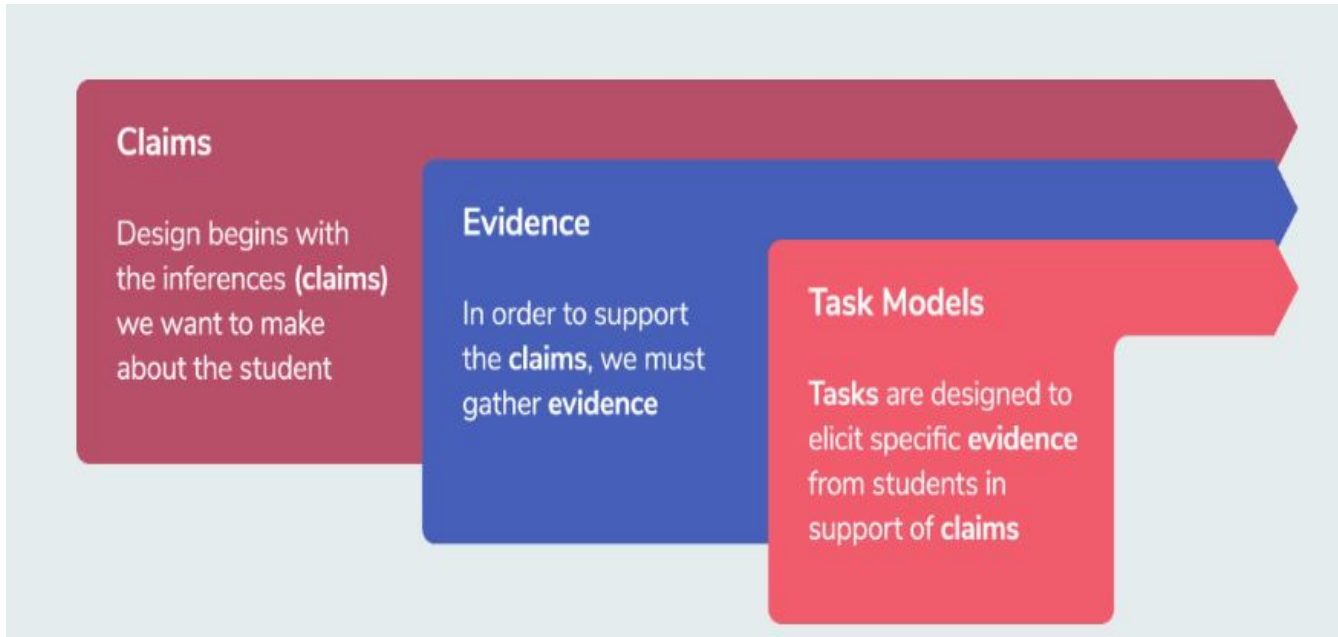 Claims
Design begins with
the inferences (claims)
we want to make
about the student
Evidence
In order to support
the claims, we must
gather evidence
Task Models
Tasks are designed to
elicit specific evidence
from students in
support of claims